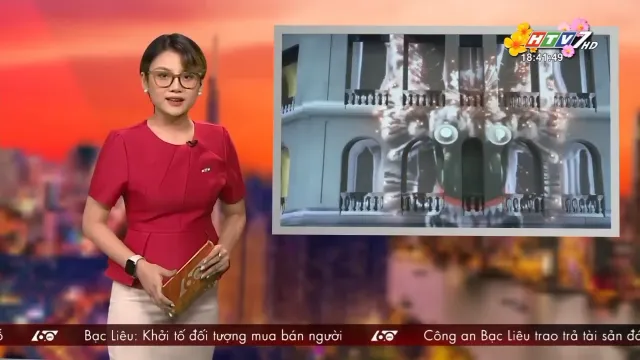 HTV7 HD
18:41:49
Bạc Liêu: Khởi tố đối tượng mua bán người
60
Công an Bạc Liêu trao trả tài sản